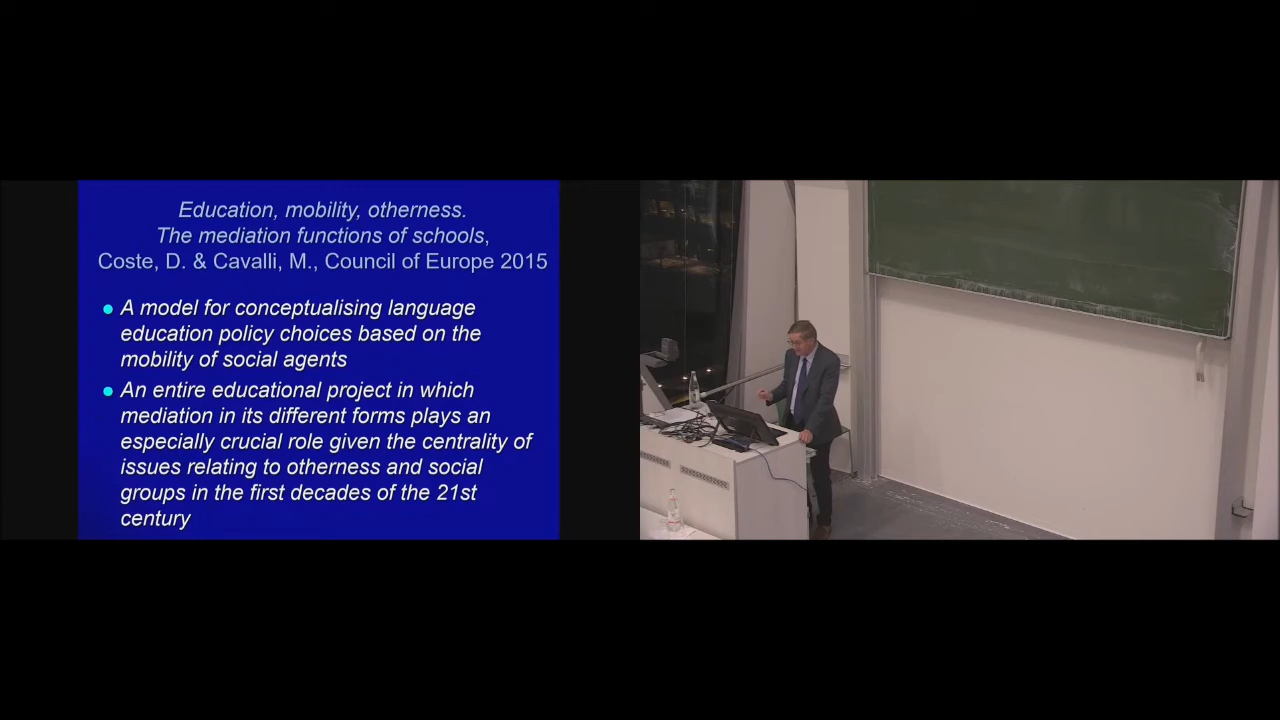 Education, mobility, otherness.
The mediation functions of schools,
Coste, D. & Cavalli, M., Council of Europe 2015
A model for conceptualising language
education policy choices based on the
mobility of social agents
An entire educational project in which
mediation in its different forms plays an
especially crucial role given the centrality of
issues relating to otherness and social
groups in the first decades of the 21st
century